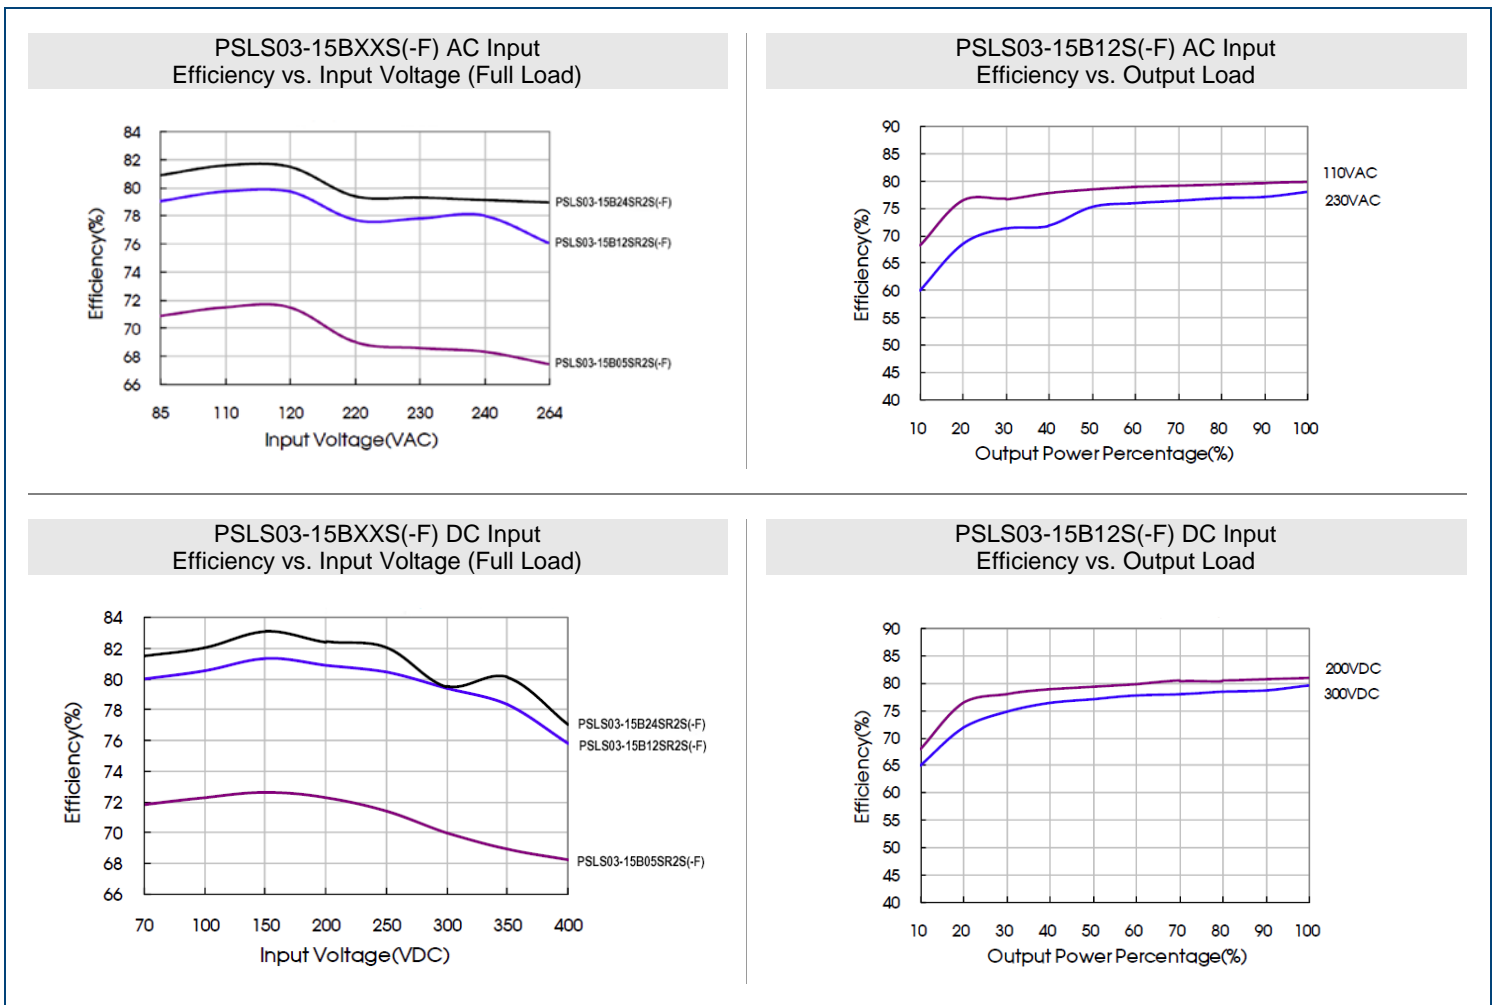 PSLS03-15BXXS(-F) AC Input
Efficiency vs. Input Voltage (Full Load)
84
82
80
78
76
74
72
70
68
66
Efficiency(%)
PSLS03-15B24SR2S(-F)
PSLS03-15B12SR2S(-F)
PSLS03-15B05SR2S(-F)
85 110 120 220 230 240 264
Input Voltage(VAC)
PSLS03-15B12S(-F) AC Input
Efficiency vs. Output Load
90
85
80
75
70
65
60
55
50
45
40
Efficiency(%)
110VAC
230VAC
10 20 30 40 50 60 70 80 90 100
Output Power Percentage(%)
PSLS03-15BXXS(-F) DC Input
Efficiency vs. Input Voltage (Full Load)
84
82
80
78
76
74
72
70
68
66
Efficiency(%)
PSLS03-15B24SR2S(-F)
PSLS03-15B12SR2S(-F)
PSLS03-15B05SR2S(-F)
70 100 150 200 250 300 350 400
Input Voltage(VDC)
PSLS03-15B12S(-F) DC Input
Efficiency vs. Output Load
90
85
80
75
70
65
60
55
50
45
40
Efficiency(%)
200VDC
300VDC
10 20 30 40 50 60 70 80 90 100
Output Power Percentage(%)